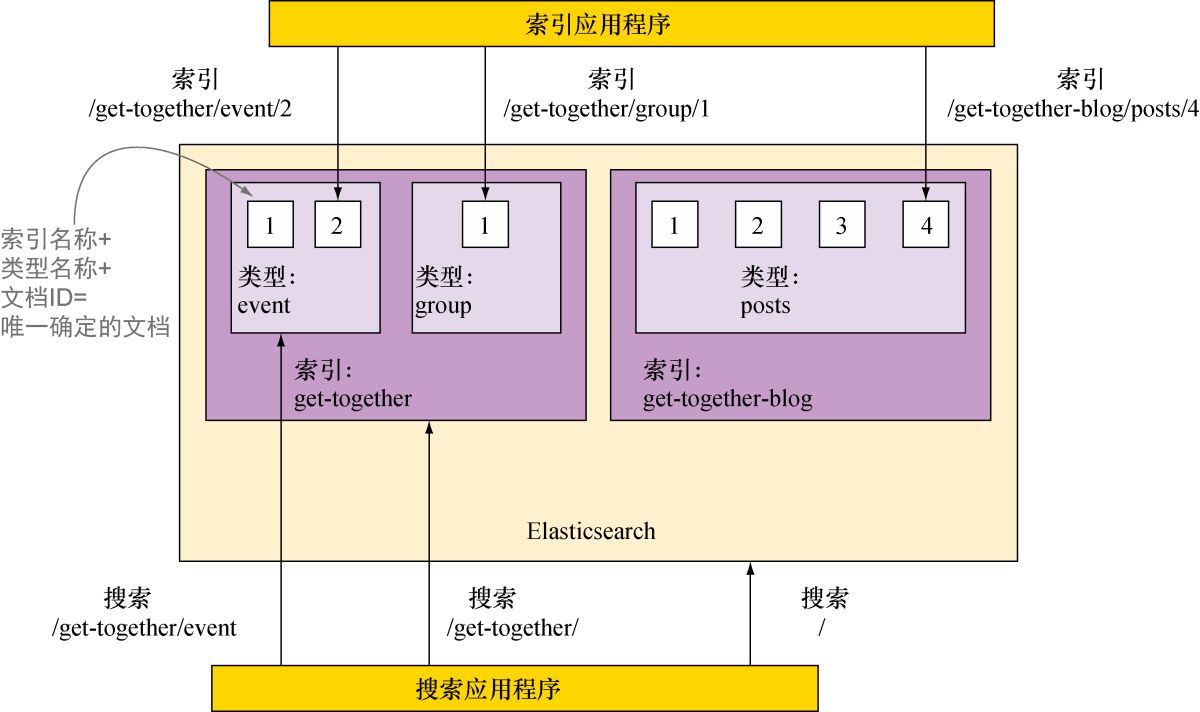 索引应用程序
索引
/get-together/event/2
索引
/get-together/group/1
索引
/get-together-blog/posts/4
索引名称+
类型名称+
文档ID=
唯一确定的文档
1
2
类型：
event
1
类型：
group
索引：
get-together
1
2
3
4
类型：
posts
索引：
get-together-blog
Elasticsearch
搜索
/get-together/event
搜索
/get-together/
搜索
/
搜索应用程序